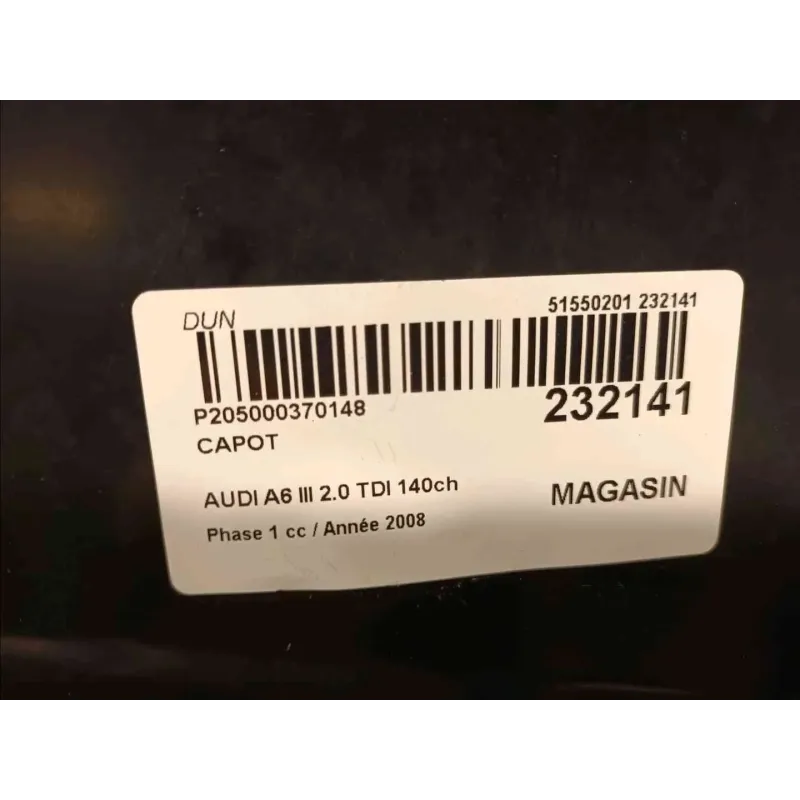 DUN
51550201 232141
P205000370148
232141
CAPOT
AUDI A6 III 2.0 TDI 140ch
MAGASIN
Phase 1 cc / Année 2008